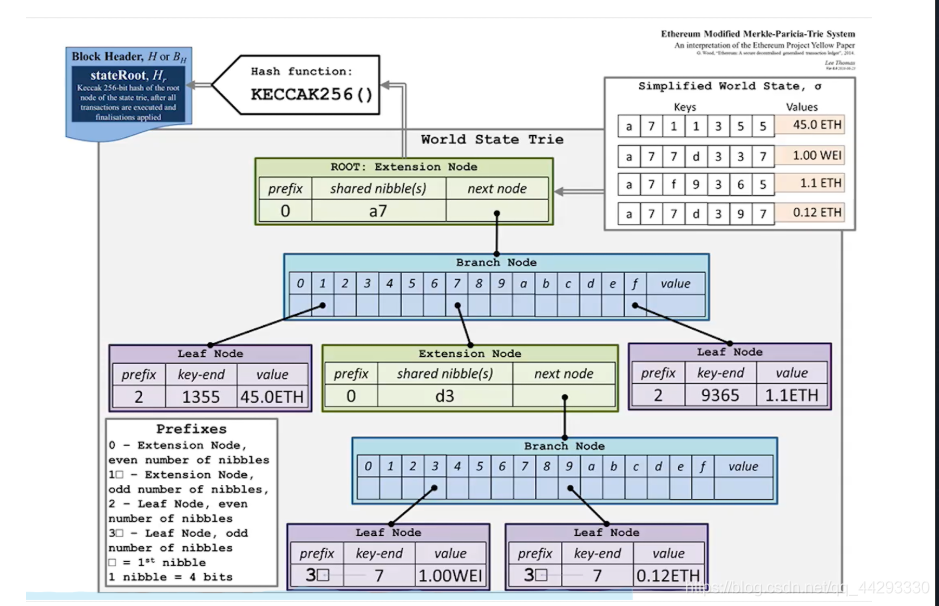 Ethereum Modified Merkle-Paricia-Trie System
An interpretation of the Ethereum Project Yellow Paper
G. Wood, "Ethereum: A secure decentralised generalised transaction ledger", 2014.
Lee Thomas
Block Header, H or B_H
stateRoot, H_r
Keccak 256-bit hash of the root
node of the state trie, after all
transactions are executed and
finalisations applied
Hash function:
KECCAK256()
Simplified World State, σ
Keys Values
a 7 1 1 3 5 5 45.0 ETH
a 7 7 d 3 3 7 1.00 WEI
a 7 f 9 3 6 5 1.1 ETH
a 7 7 d 3 9 7 0.12 ETH
World State Trie
ROOT: Extension Node
prefix shared nibble(s) next node
0 a7
Branch Node
0 1 2 3 4 5 6 7 8 9 a b c d e f value
Leaf Node
prefix key-end value
2 1355 45.0ETH
Extension Node
prefix shared nibble(s) next node
0 d3
Leaf Node
prefix key-end value
2 9365 1.1ETH
Branch Node
0 1 2 3 4 5 6 7 8 9 a b c d e f value
Leaf Node
prefix key-end value
3□ 7 1.00WEI
Leaf Node
prefix key-end value
3□ 7 0.12ETH
Prefixes
0 - Extension Node,
even number of nibbles
1□ - Extension Node,
odd number of nibbles,
2 - Leaf Node, even
number of nibbles
3□ - Leaf Node, odd
number of nibbles
□ = 1st nibble
1 nibble = 4 bits
https://blog.csdn.net/qq_44293330